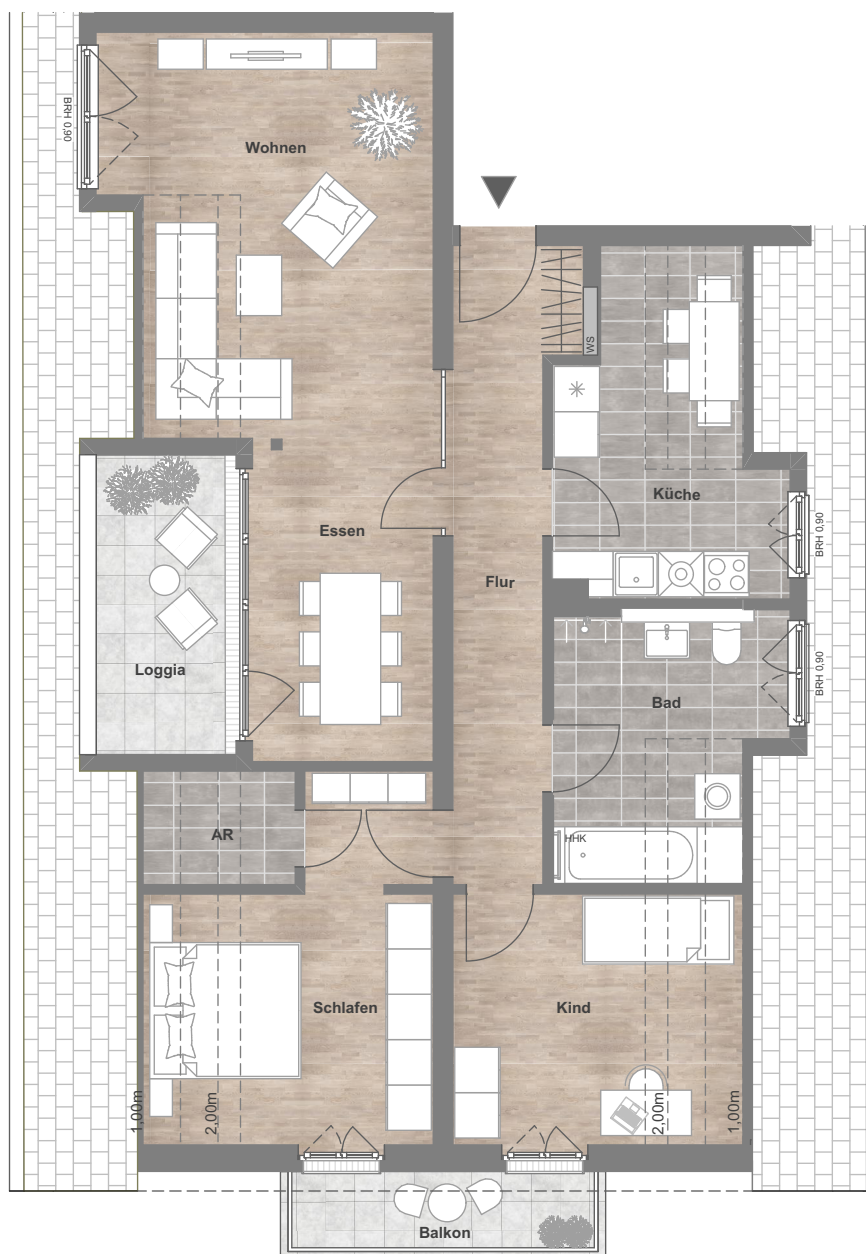 BRH 0,90
Wohnen
WS
Küche
BRH 0,90
Essen
Flur
Loggia
BRH 0,90
Bad
AR
HHK
Schlafen
Kind
1,00m
2,00m
2,00m
1,00m
Balkon